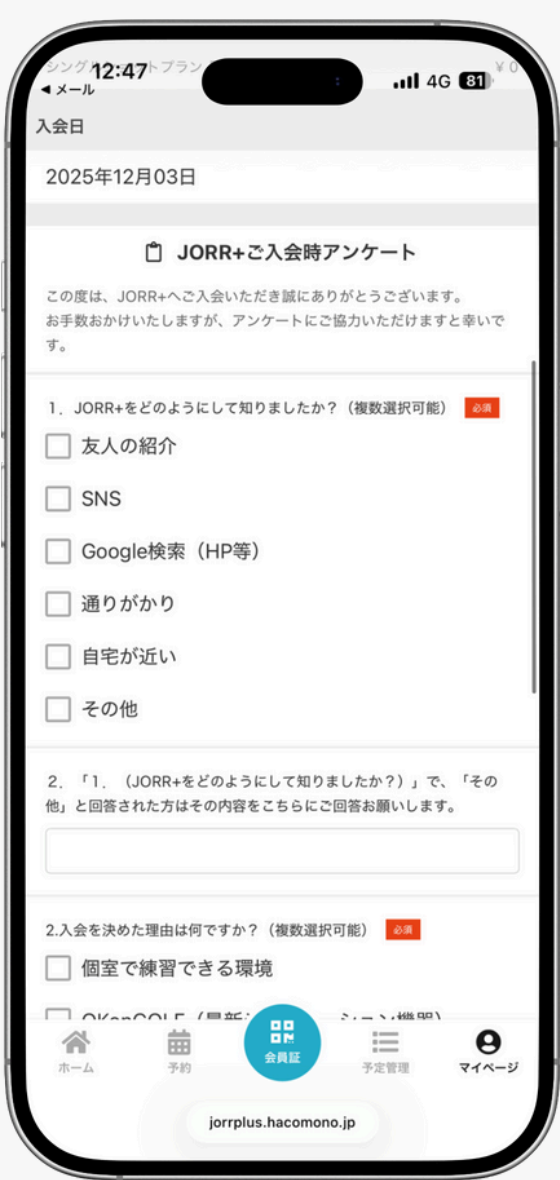 12:47
4G 81
¥0
◀ メール
入会日
2025年12月03日
JORR+ご入会時アンケート
この度は、JORR+へご入会いただき誠にありがとうございます。
お手数おかけいたしますが、アンケートにご協力いただけますと幸いで
す。
1．JORR+をどのようにして知りましたか？（複数選択可能） 必須
友人の紹介
SNS
Google検索（HP等）
通りがかり
自宅が近い
その他
2．「1．（JORR+をどのようにして知りましたか？）」で、「その
他」と回答された方はその内容をこちらにご回答お願いします。
2.入会を決めた理由は何ですか？（複数選択可能） 必須
個室で練習できる環境
ホーム
予約
会員証
予定管理
マイページ
jorrplus.hacomono.jp